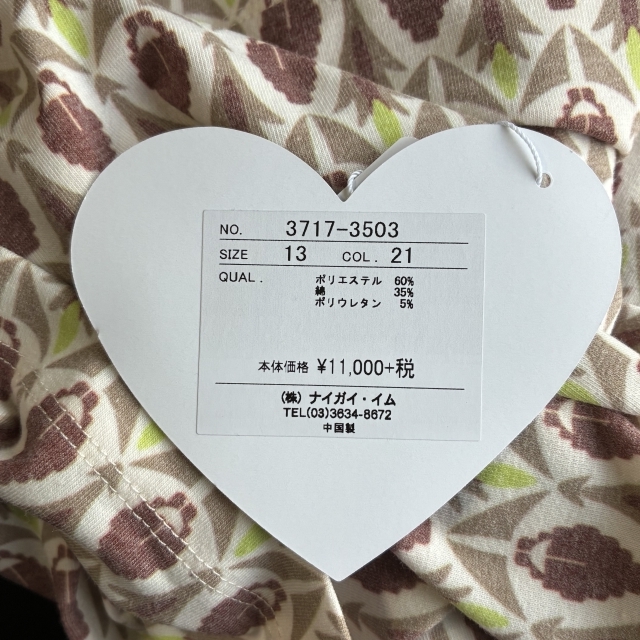 NO. 3717-3503
SIZE 13 COL. 21
QUAL. ポリエステル 60%
綿 35%
ポリウレタン 5%
本体価格 ¥11,000+税
(株) ナイガイ・イム
TEL(03)3634-8672
中国製